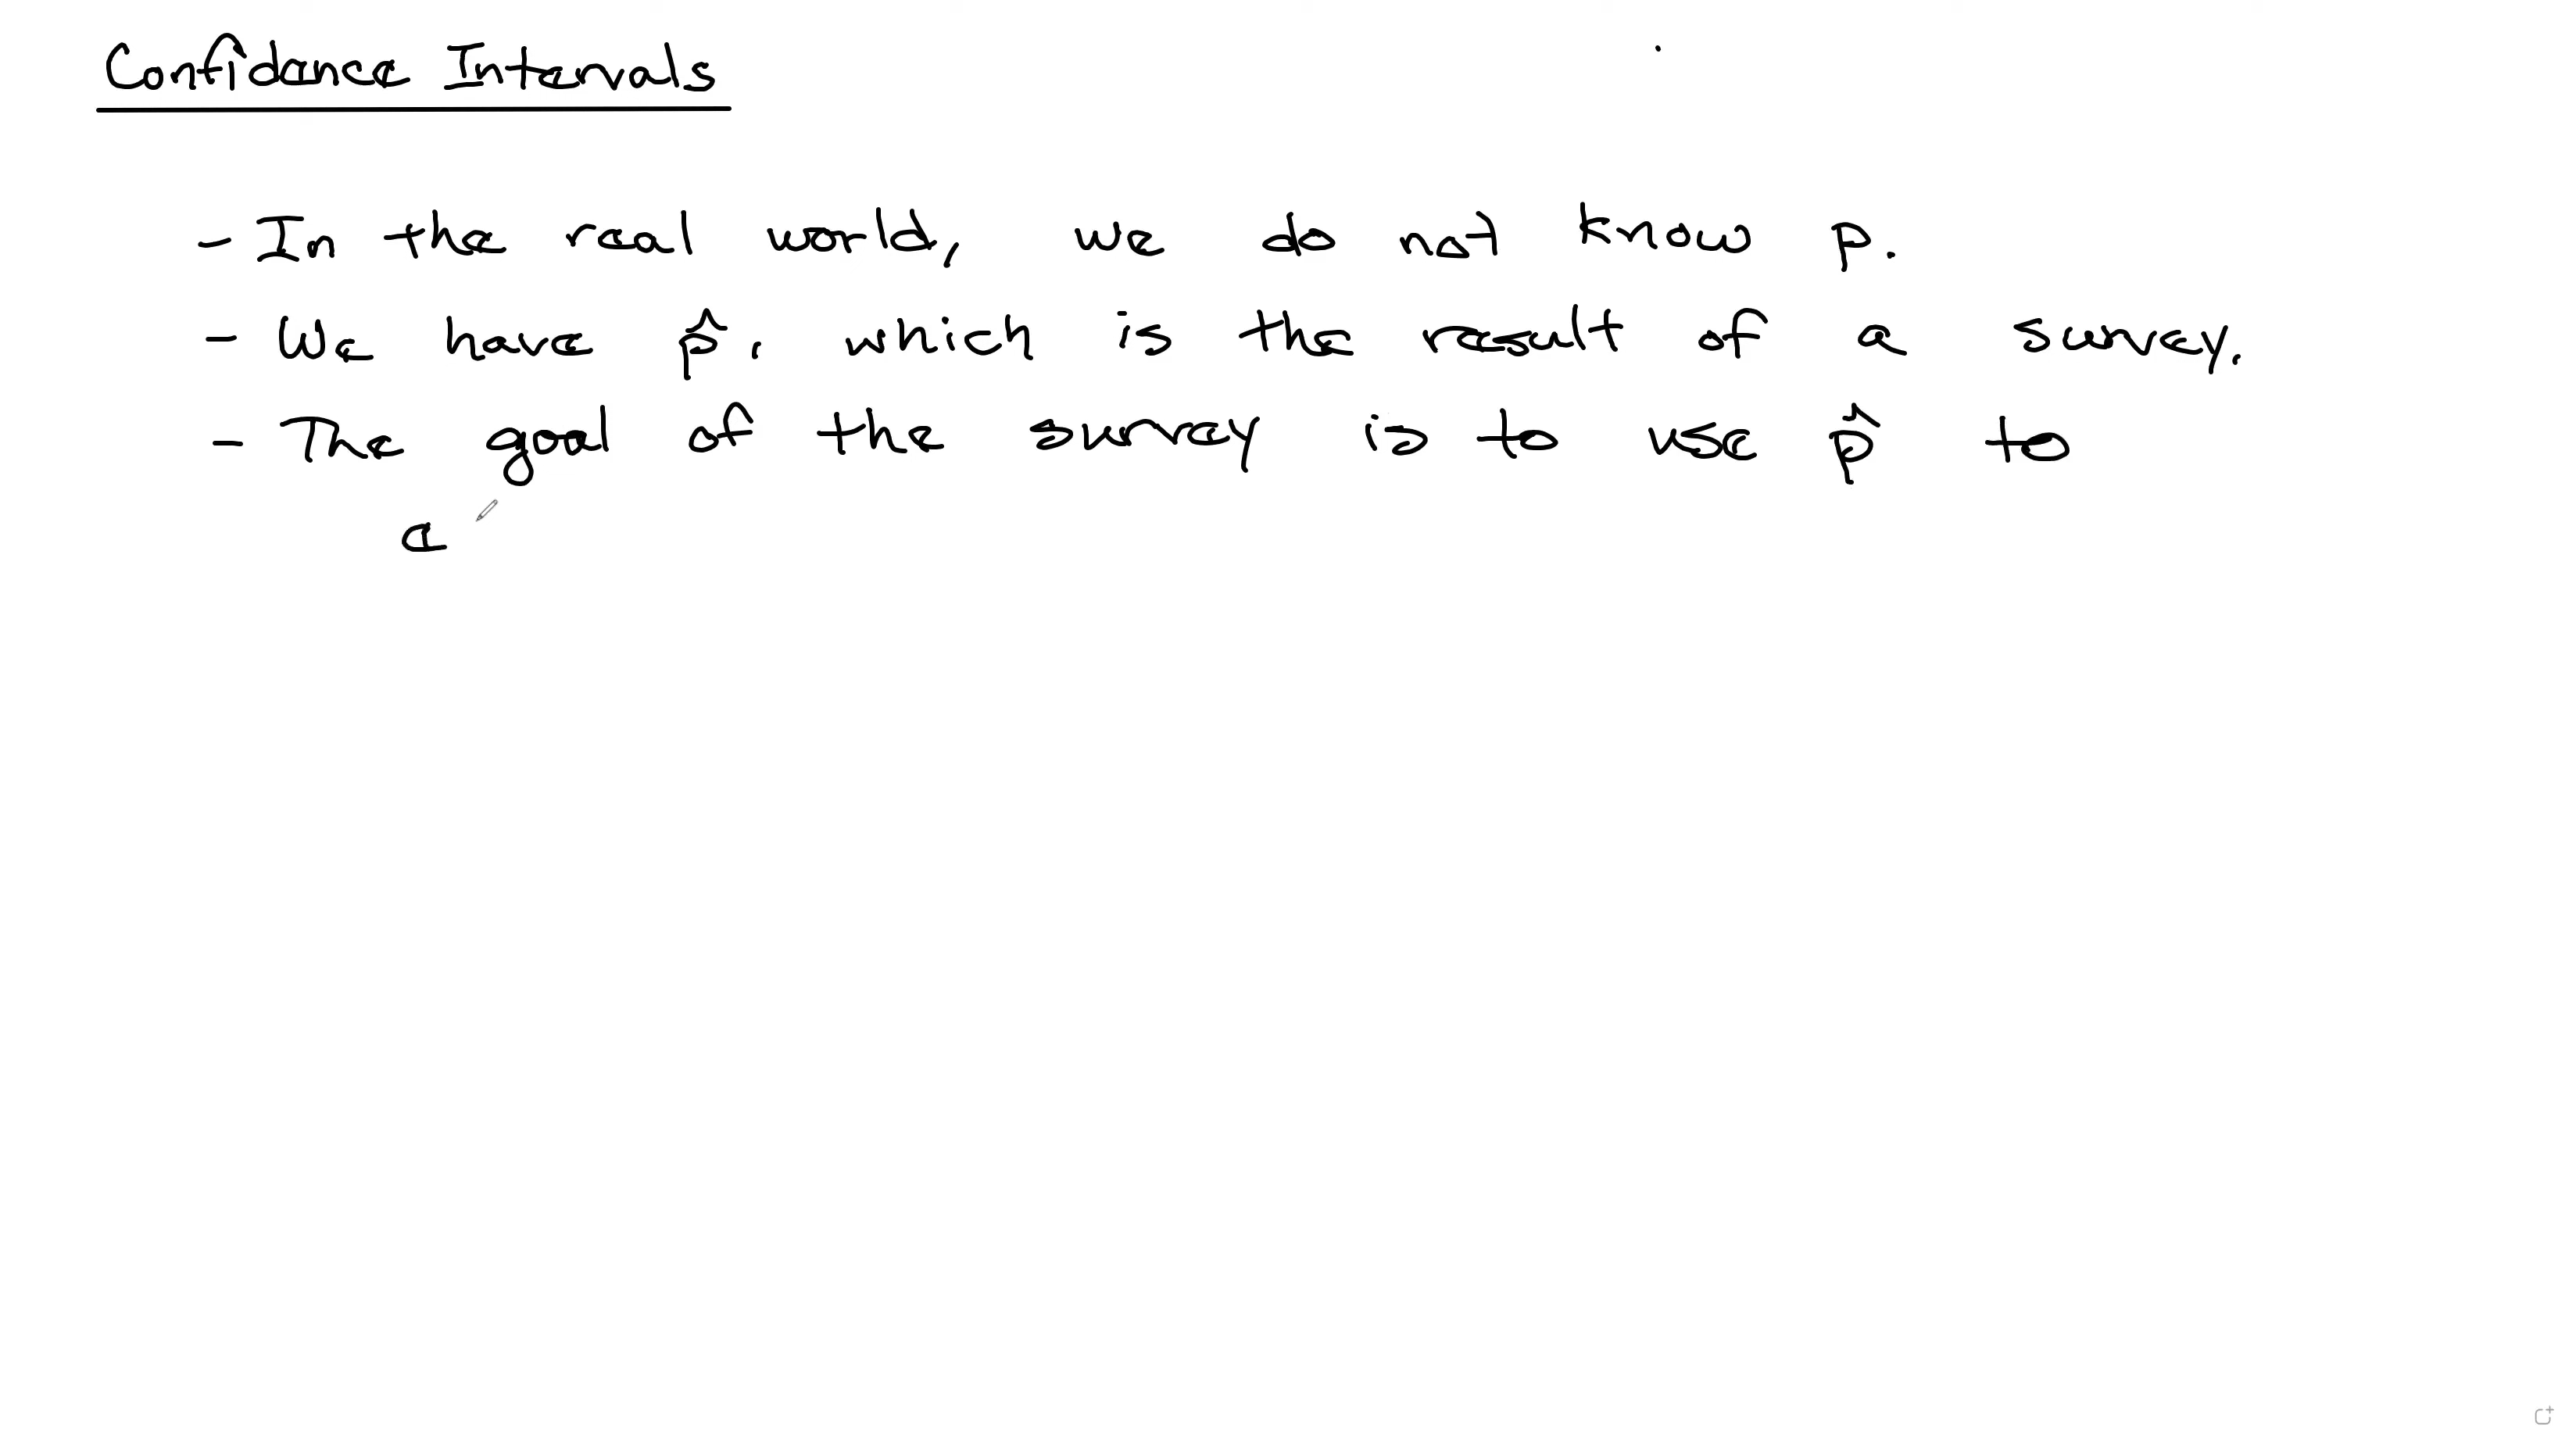 Confidence Intervals
- In the real world, we do not know p.
- We have p̂, which is the result of a survey.
- The goal of the survey is to use p̂ to
e